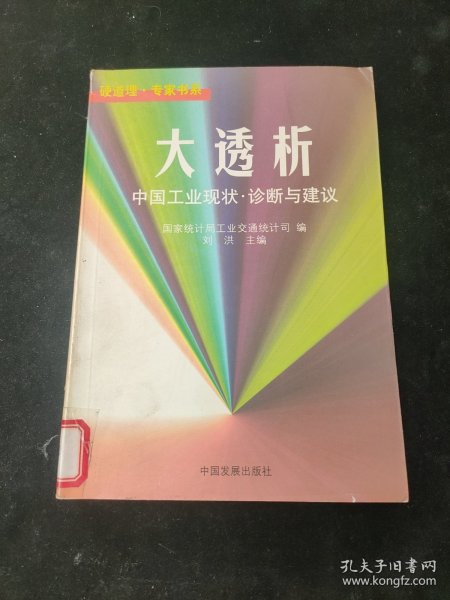 硬道理·专家书系
大透析
中国工业现状·诊断与建议
国家统计局工业交通统计司 编
刘洪 主编
中国发展出版社
孔夫子旧书网
www.kongfz.com